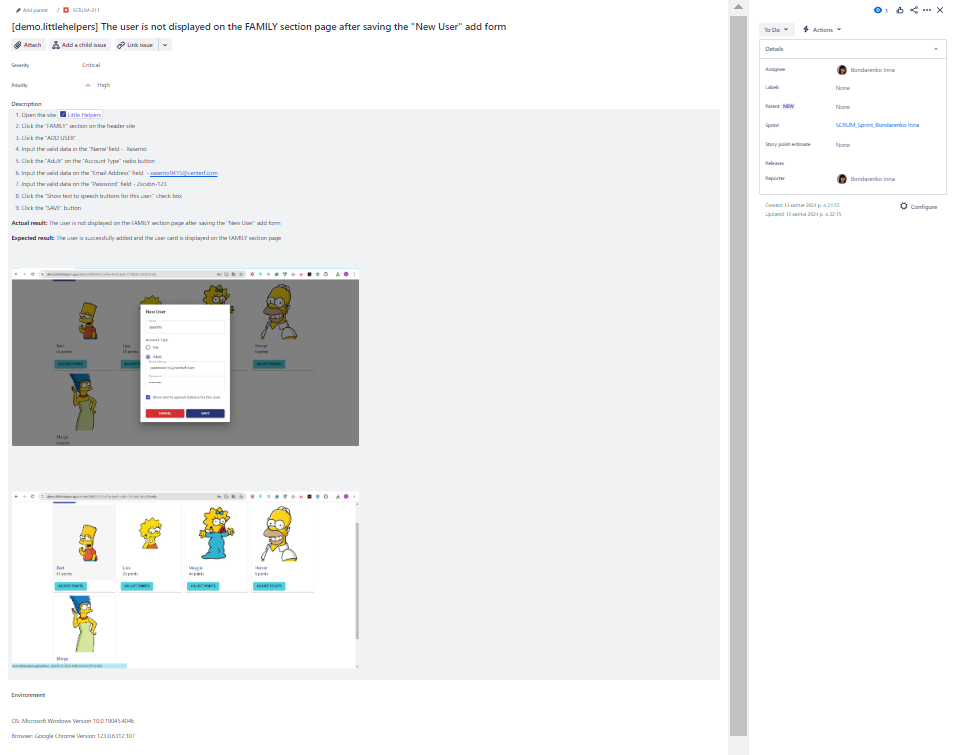 Add parent / SCRUM-211
1
[demo.littlehelpers] The user is not displayed on the FAMILY section page after saving the "New User" add form
Attach Add a child issue Link issue
Severity Critical
Priority High
Description
1. Open the site Little Helpers
2. Click the "FAMILY" section on the header site
3. Click the "ADD USER"
4. Input the valid data in the "Name" field - Xasemo
5. Click the "Adult" on the "Account Type" radio button
6. Input the valid data on the "Email Address" field - xasemo9415@centerf.com
7. Input the valid data on the "Password" field - Zxcvbn-123
8. Click the "Show text to speech buttons for this user." check box
9. Click the "SAVE" button
Actual result: The user is not displayed on the FAMILY section page after saving the "New User" add form
Expected result: The user is successfully added and the user card is displayed on the FAMILY section page
New User
Account Type
Kid
Adult
Show text to speech buttons for this user.
CANCEL SAVE
Bart
Homer
ADJUST POINTS
Marge
Bart Lisa Maggie Homer
ADJUST POINTS ADJUST POINTS ADJUST POINTS ADJUST POINTS
Marge
Environment
OS: Microsoft Windows Version 10.0.19045.4046
Browser: Google Chrome Version 123.0.6312.107
To Do Actions
Details
Assignee Bondarenko Inna
Labels None
Parent NEW None
Sprint SCRUM_Sprint_Bondarenko Inna
Story point estimate None
Releases
Reporter Bondarenko Inna
Created 13 квітня 2024 р. о 21:55
Updated 13 квітня 2024 р. о 22:15
Configure